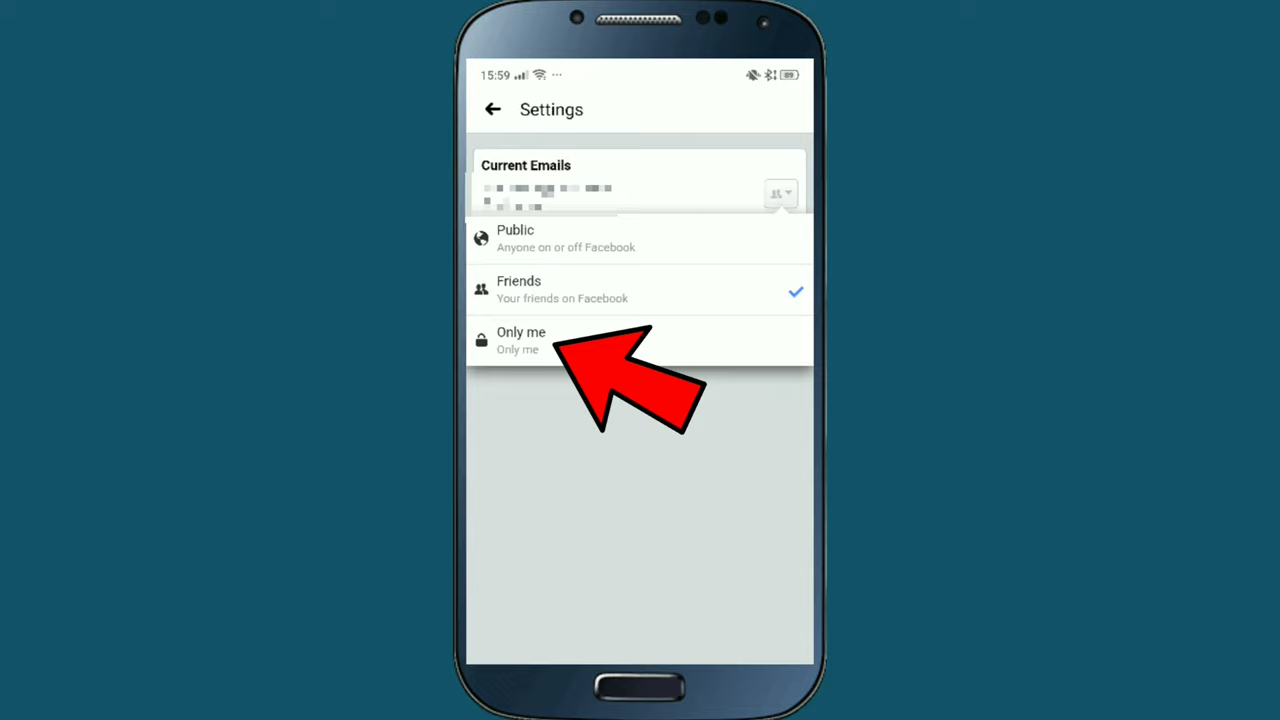 15:59
89
Settings
Current Emails
Public
Anyone on or off Facebook
Friends
Your friends on Facebook
Only me
Only me